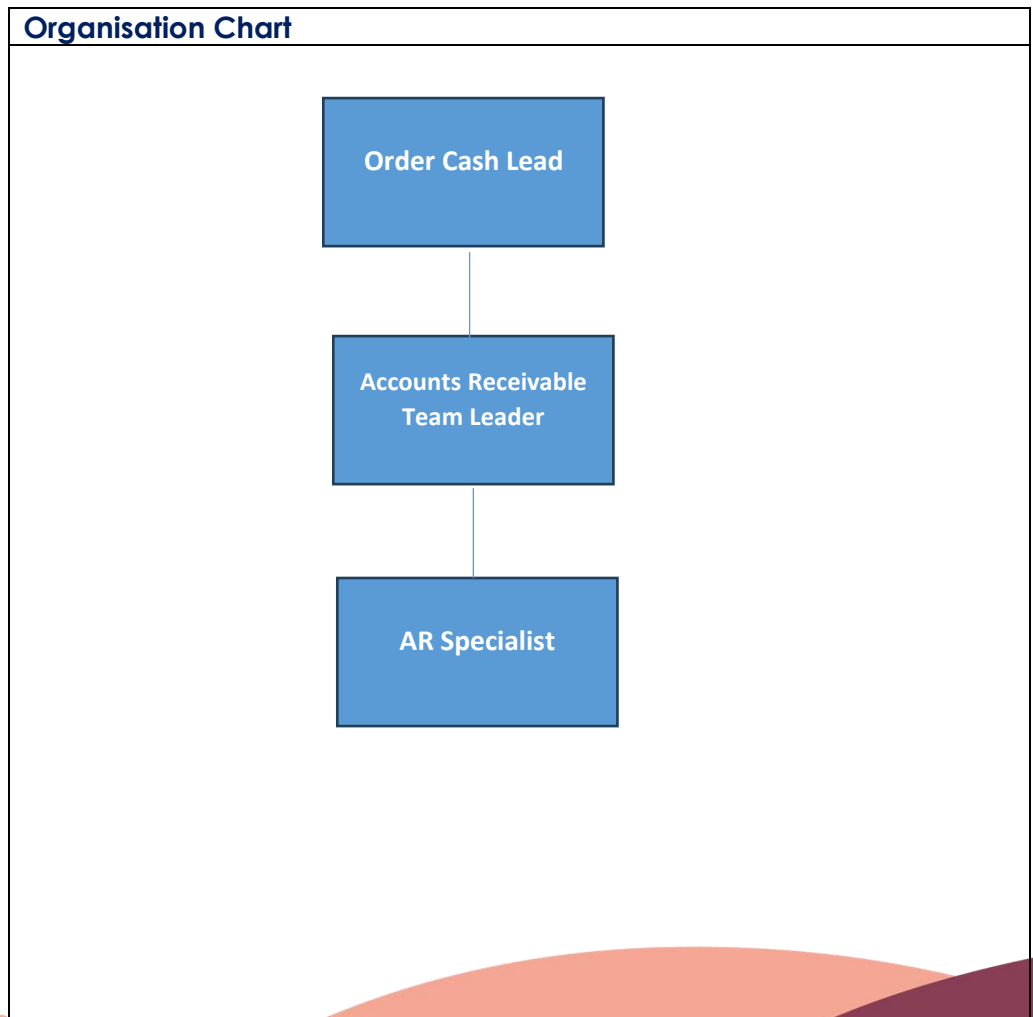 Organisation Chart
Order Cash Lead
Accounts Receivable
Team Leader
AR Specialist